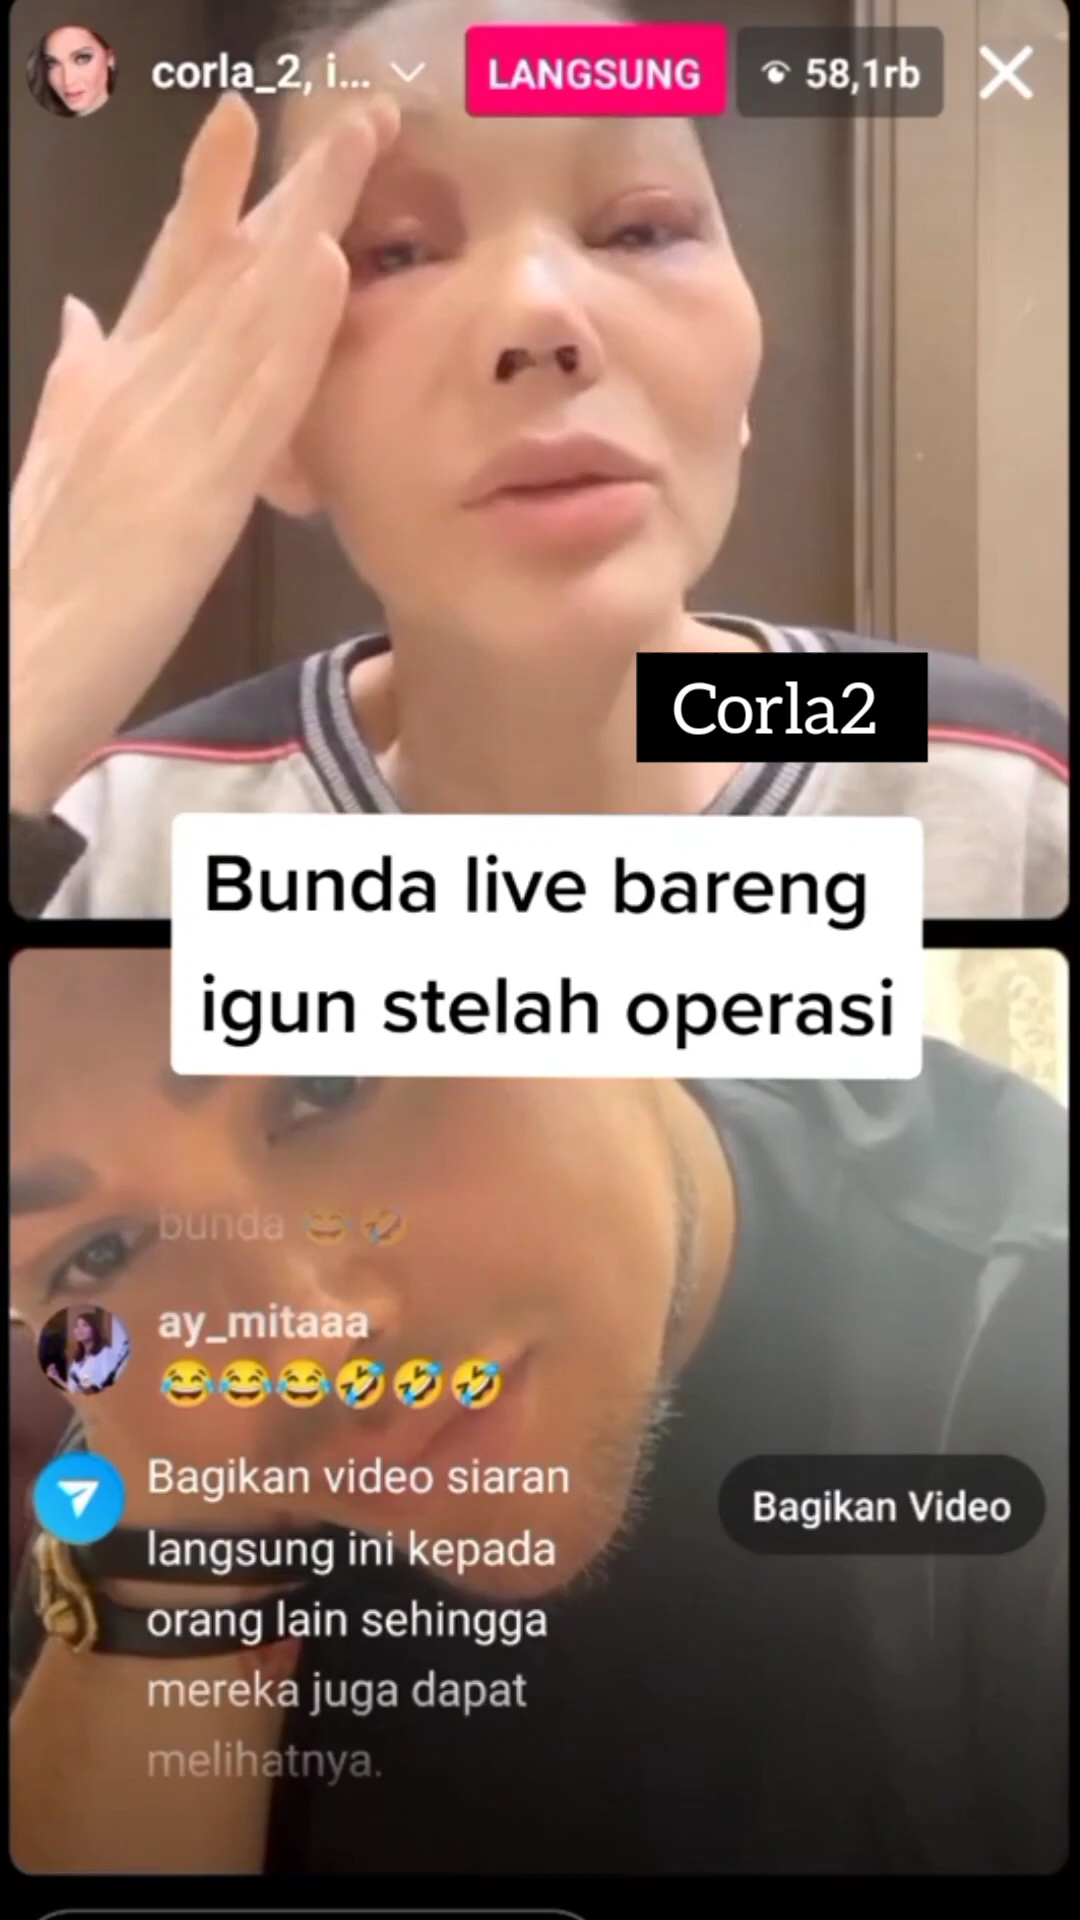 corla_2, i... LANGSUNG 58,1rb
Corla2
Bunda live bareng
igun stelah operasi
bunda 😂🤣
ay_mitaaa
😂😂😂🤣🤣🤣
Bagikan video siaran
langsung ini kepada
orang lain sehingga
mereka juga dapat
melihatnya.
Bagikan Video